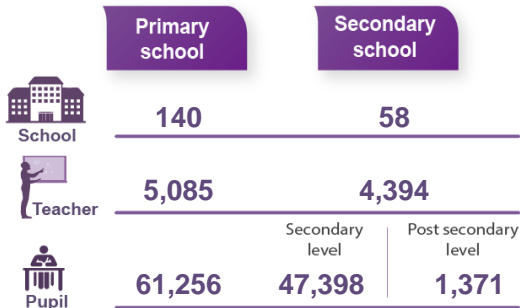 Primary
school
Secondary
school
School
140
58
Teacher
5,085
4,394
Secondary
level
Post secondary
level
Pupil
61,256
47,398
1,371